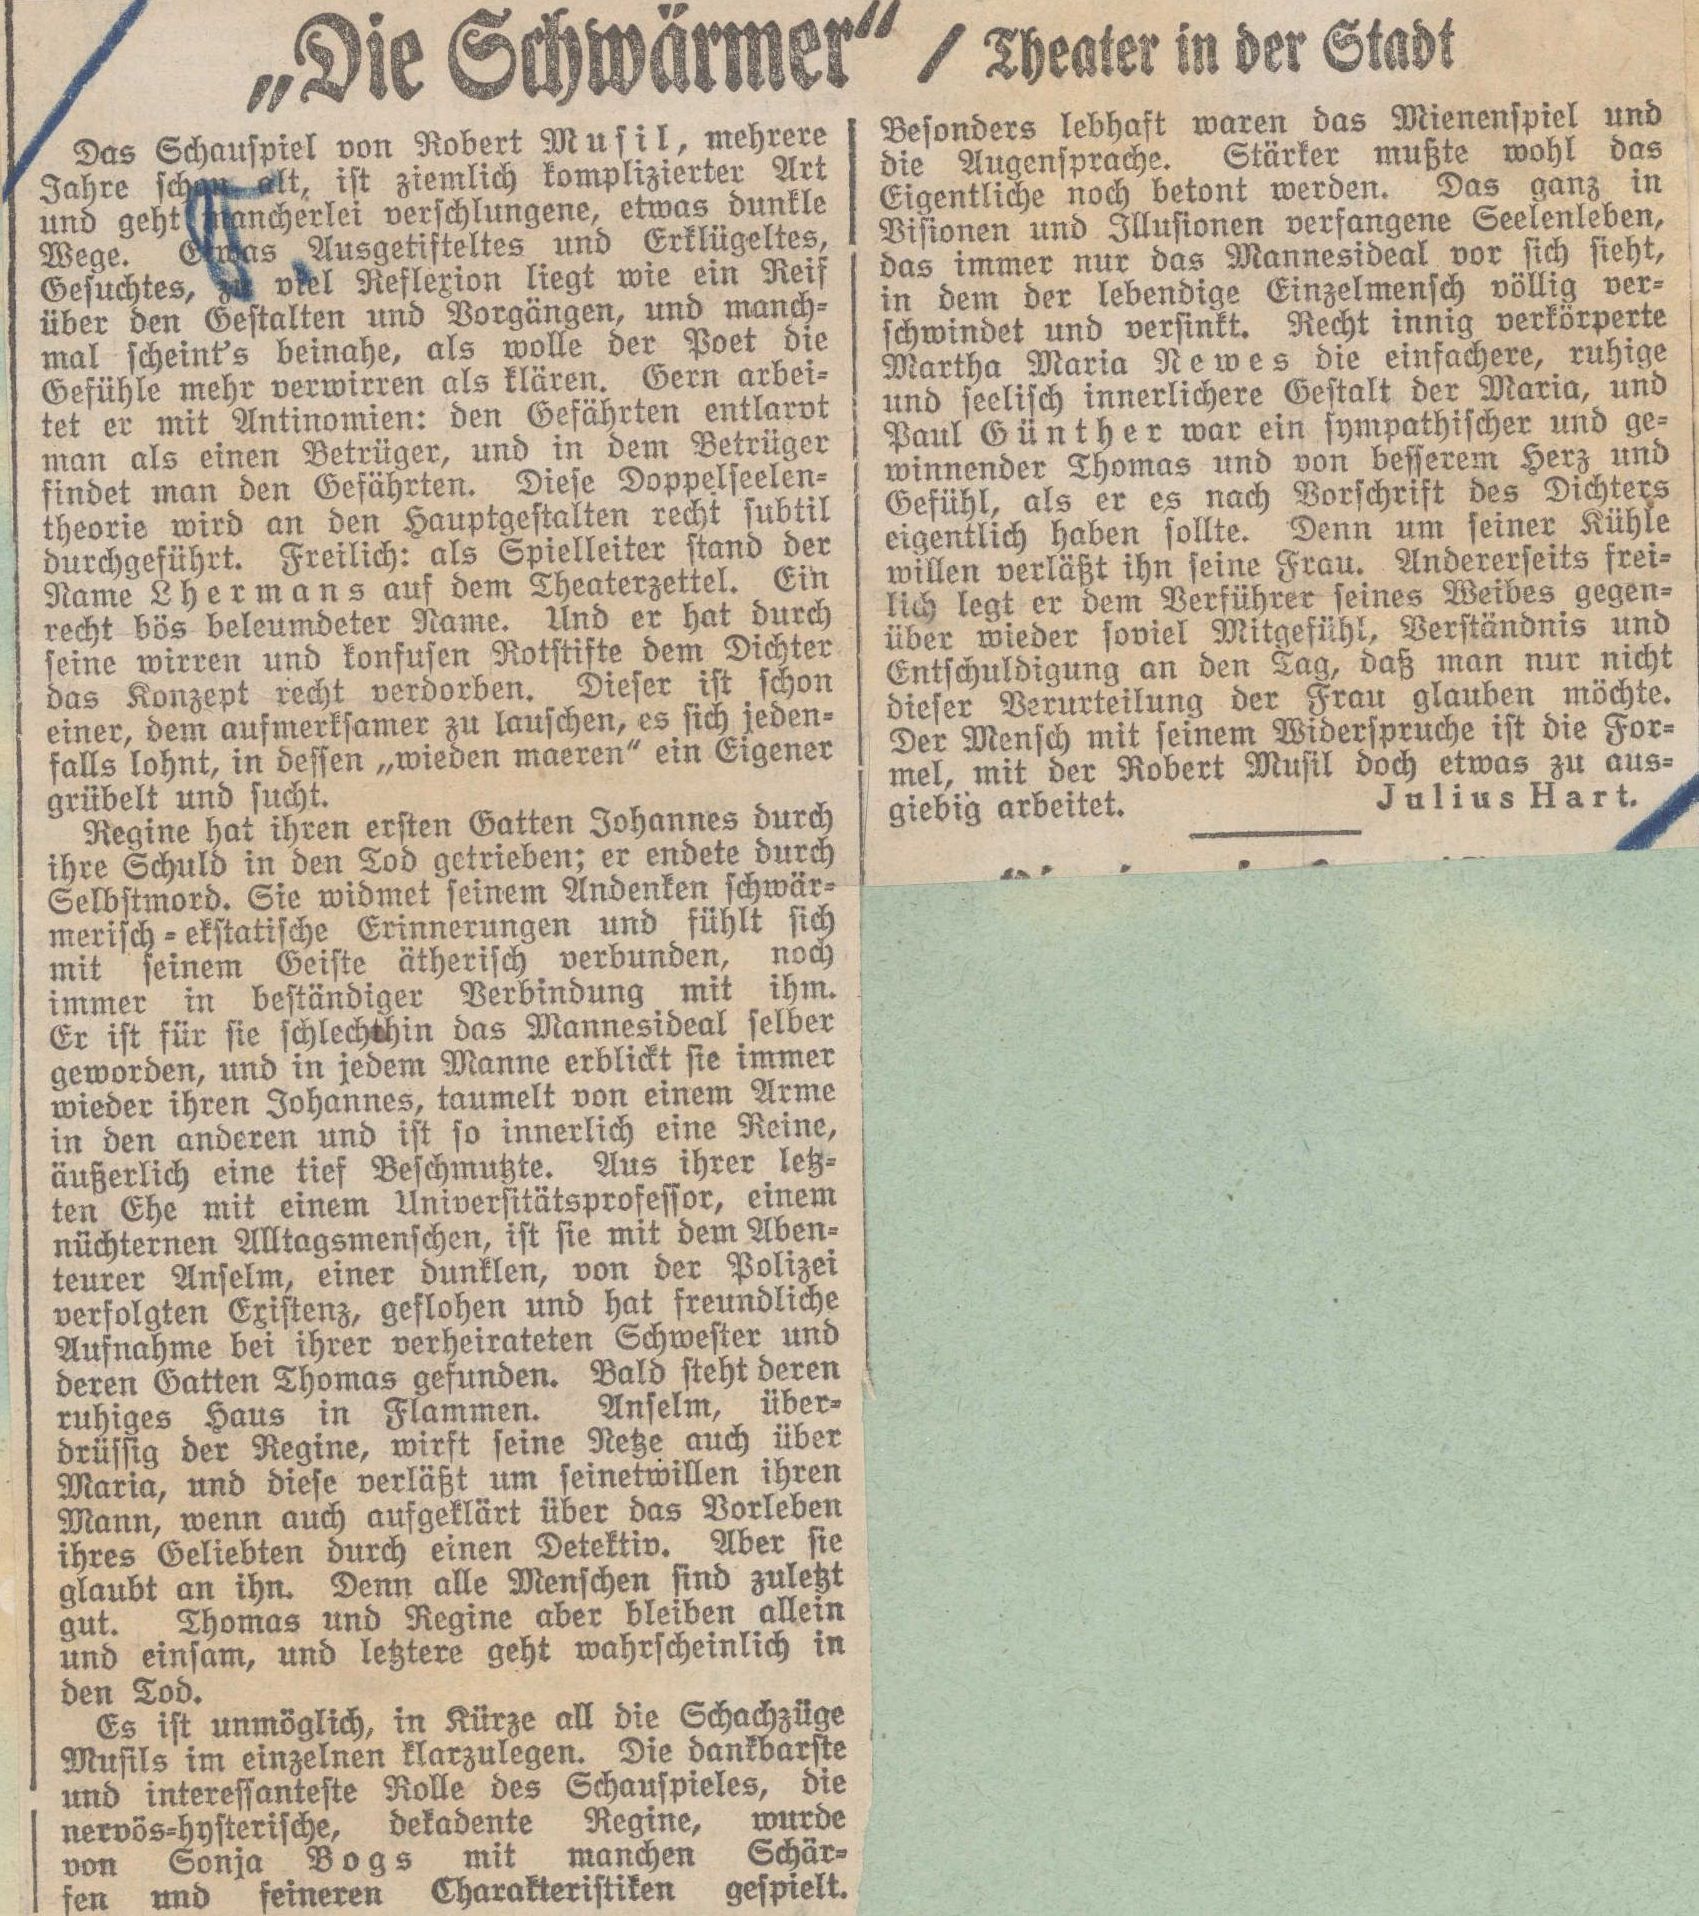 „Die Schwärmer“ / Theater in der Stadt
Das Schauspiel von Robert Musil, mehrere
Jahre schon alt, ist ziemlich komplizierter Art
und geht mancherlei verschlungene, etwas dunkle
Wege. Etwas Ausgetifteltes und Erklügeltes,
Gesuchtes, zu viel Reflexion liegt wie ein Reif
über den Gestalten und Vorgängen, und manch-
mal scheint's beinahe, als wolle der Poet die
Gefühle mehr verwirren als klären. Gern arbei-
tet er mit Antinomien: den Gefährten entlarvt
man als einen Betrüger, und in dem Betrüger
findet man den Gefährten. Diese Doppelseelen-
theorie wird an den Hauptgestalten recht subtil
durchgeführt. Freilich: als Spielleiter stand der
Name Lhermans auf dem Theaterzettel. Ein
recht bös beleumdeter Name. Und er hat durch
seine wirren und konfusen Rotstifte dem Dichter
das Konzept recht verdorben. Dieser ist schon
einer, dem aufmerksamer zu lauschen, es sich jeden-
falls lohnt, in dessen „wieden maeren“ ein Eigener
grübelt und sucht.
Regine hat ihren ersten Gatten Johannes durch
ihre Schuld in den Tod getrieben; er endete durch
Selbstmord. Sie widmet seinem Andenken schwär-
merisch-ekstatische Erinnerungen und fühlt sich
mit seinem Geiste ätherisch verbunden, noch
immer in beständiger Verbindung mit ihm.
Er ist für sie schlechthin das Mannesideal selber
geworden, und in jedem Manne erblickt sie immer
wieder ihren Johannes, taumelt von einem Arme
in den anderen und ist so innerlich eine Reine,
äußerlich eine tief Beschmutzte. Aus ihrer letz-
ten Ehe mit einem Universitätsprofessor, einem
nüchternen Alltagsmenschen, ist sie mit dem Aben-
teurer Anselm, einer dunklen, von der Polizei
verfolgten Existenz, geflohen und hat freundliche
Aufnahme bei ihrer verheirateten Schwester und
deren Gatten Thomas gefunden. Bald steht deren
ruhiges Haus in Flammen. Anselm, über-
drüssig der Regine, wirft seine Netze auch über
Maria, und diese verläßt um seinetwillen ihren
Mann, wenn auch aufgeklärt über das Vorleben
ihres Geliebten durch einen Detektiv. Aber sie
glaubt an ihn. Denn alle Menschen sind zuletzt
gut. Thomas und Regine aber bleiben allein
und einsam, und letztere geht wahrscheinlich in
den Tod.
Es ist unmöglich, in Kürze all die Schachzüge
Musils im einzelnen klarzulegen. Die dankbarste
und interessanteste Rolle des Schauspieles, die
nervös-hysterische, dekadente Regine, wurde
von Sonja Bogs mit manchen Schär-
fen und feineren Charakteristiken gespielt.
Besonders lebhaft waren das Mienenspiel und
die Augensprache. Stärker mußte wohl das
Eigentliche noch betont werden. Das ganz in
Visionen und Illusionen verfangene Seelenleben,
das immer nur das Mannesideal vor sich sieht,
in dem der lebendige Einzelmensch völlig ver-
schwindet und versinkt. Recht innig verkörperte
Martha Maria Newes die einfachere, ruhige
und seelisch innerlichere Gestalt der Maria, und
Paul Günther war ein sympathischer und ge-
winnender Thomas und von besserem Herz und
Gefühl, als er es nach Vorschrift des Dichters
eigentlich haben sollte. Denn um seiner Kühle
willen verläßt ihn seine Frau. Andererseits frei-
lich legt er dem Verführer seines Weibes gegen-
über wieder soviel Mitgefühl, Verständnis und
Entschuldigung an den Tag, daß man nur nicht
dieser Verurteilung der Frau glauben möchte.
Der Mensch mit seinem Widerspruche ist die For-
mel, mit der Robert Musil doch etwas zu aus-
giebig arbeitet. Julius Hart.